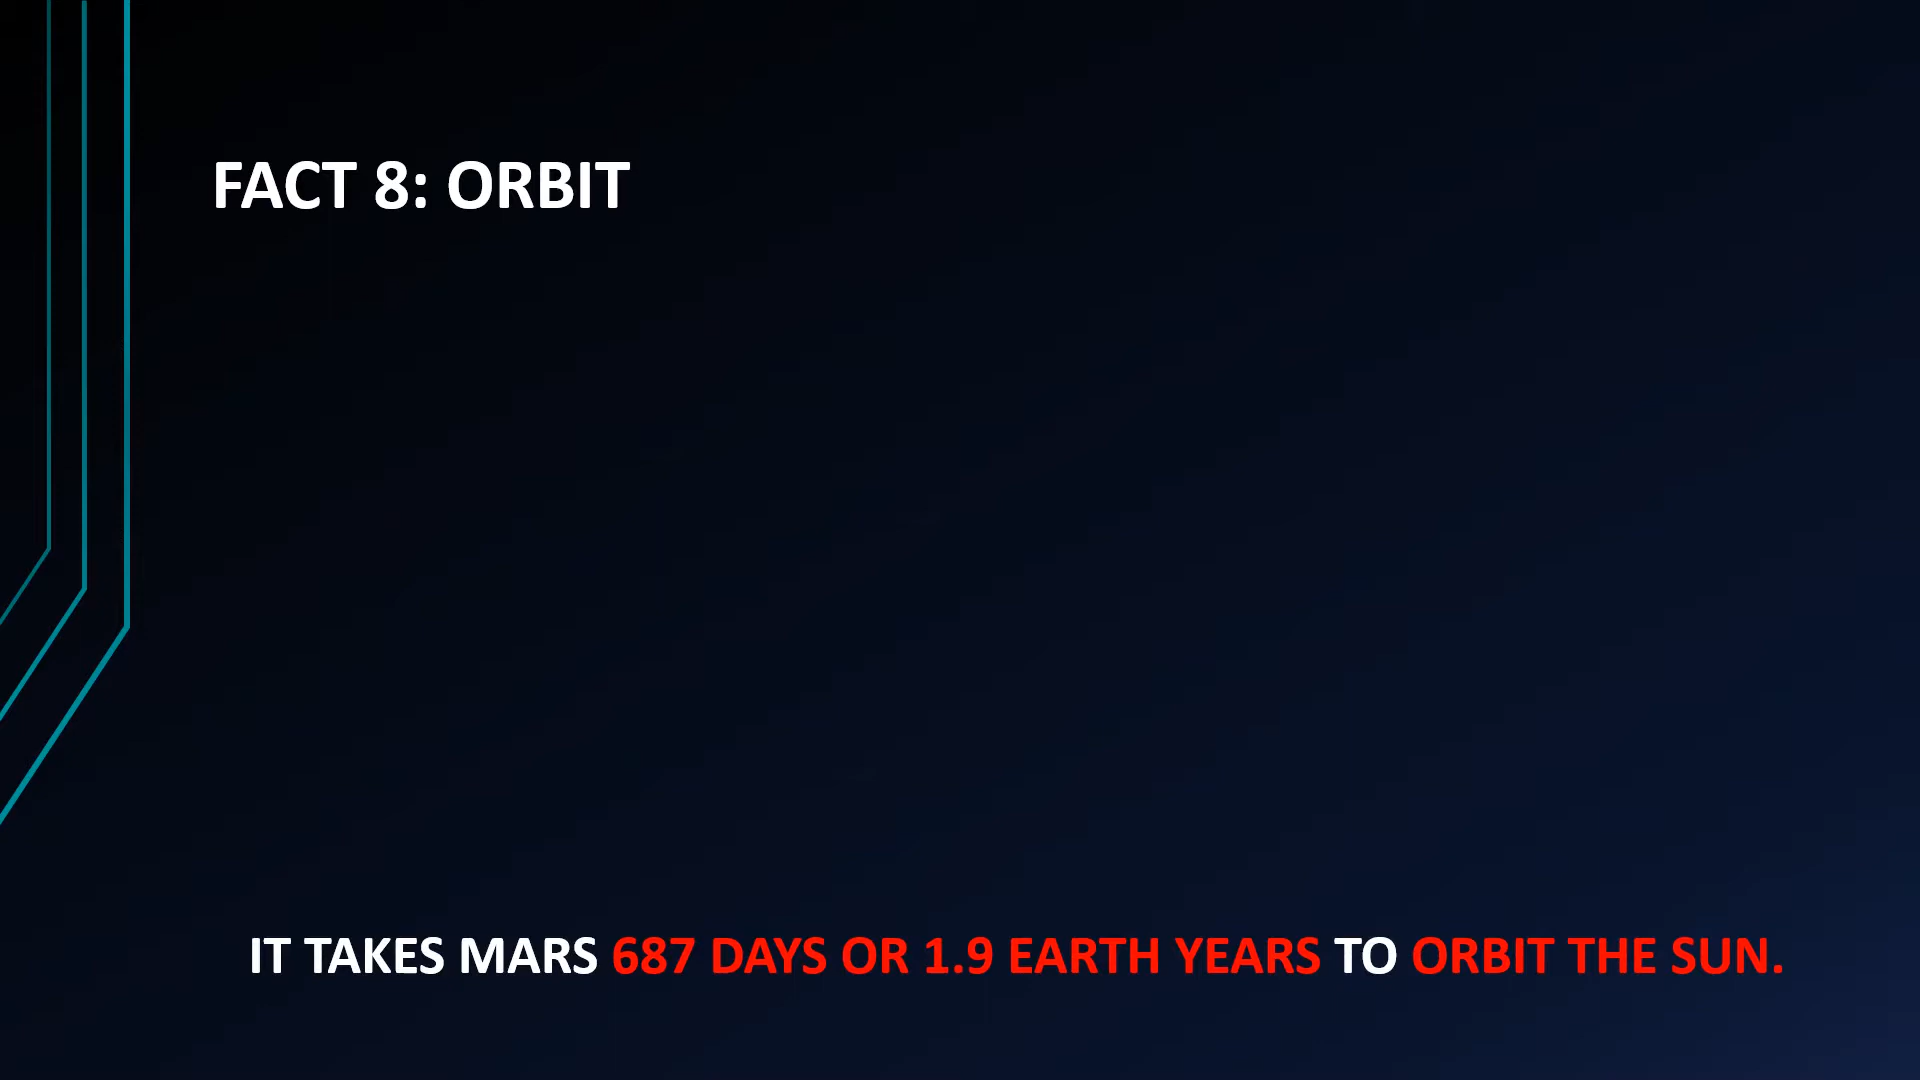 FACT 8: ORBIT
IT TAKES MARS 687 DAYS OR 1.9 EARTH YEARS TO ORBIT THE SUN.